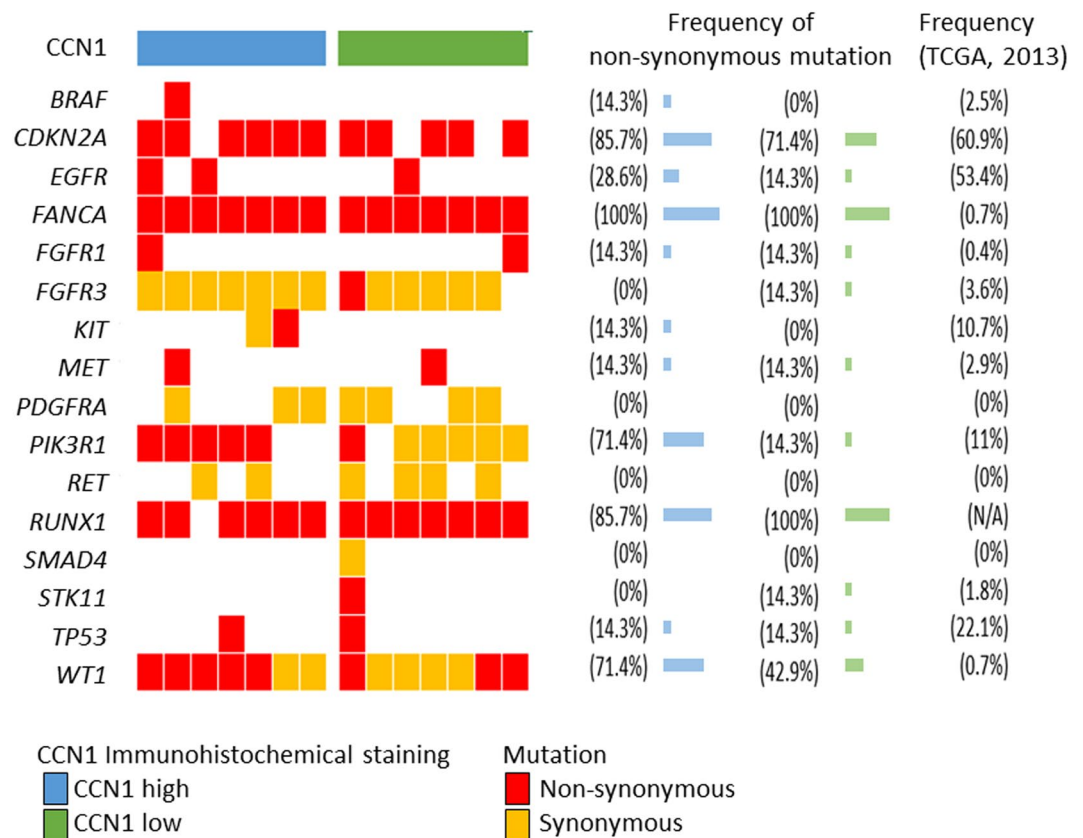 Frequency of
non-synonymous mutation
Frequency
(TCGA, 2013)
CCN1
BRAF (14.3%) (0%) (2.5%)
CDKN2A (85.7%) (71.4%) (60.9%)
EGFR (28.6%) (14.3%) (53.4%)
FANCA (100%) (100%) (0.7%)
FGFR1 (14.3%) (14.3%) (0.4%)
FGFR3 (0%) (14.3%) (3.6%)
KIT (14.3%) (0%) (10.7%)
MET (14.3%) (14.3%) (2.9%)
PDGFRA (0%) (0%) (0%)
PIK3R1 (71.4%) (14.3%) (11%)
RET (0%) (0%) (0%)
RUNX1 (85.7%) (100%) (N/A)
SMAD4 (0%) (0%) (0%)
STK11 (0%) (14.3%) (1.8%)
TP53 (14.3%) (14.3%) (22.1%)
WT1 (71.4%) (42.9%) (0.7%)
CCN1 Immunohistochemical staining
CCN1 high
CCN1 low
Mutation
Non-synonymous
Synonymous